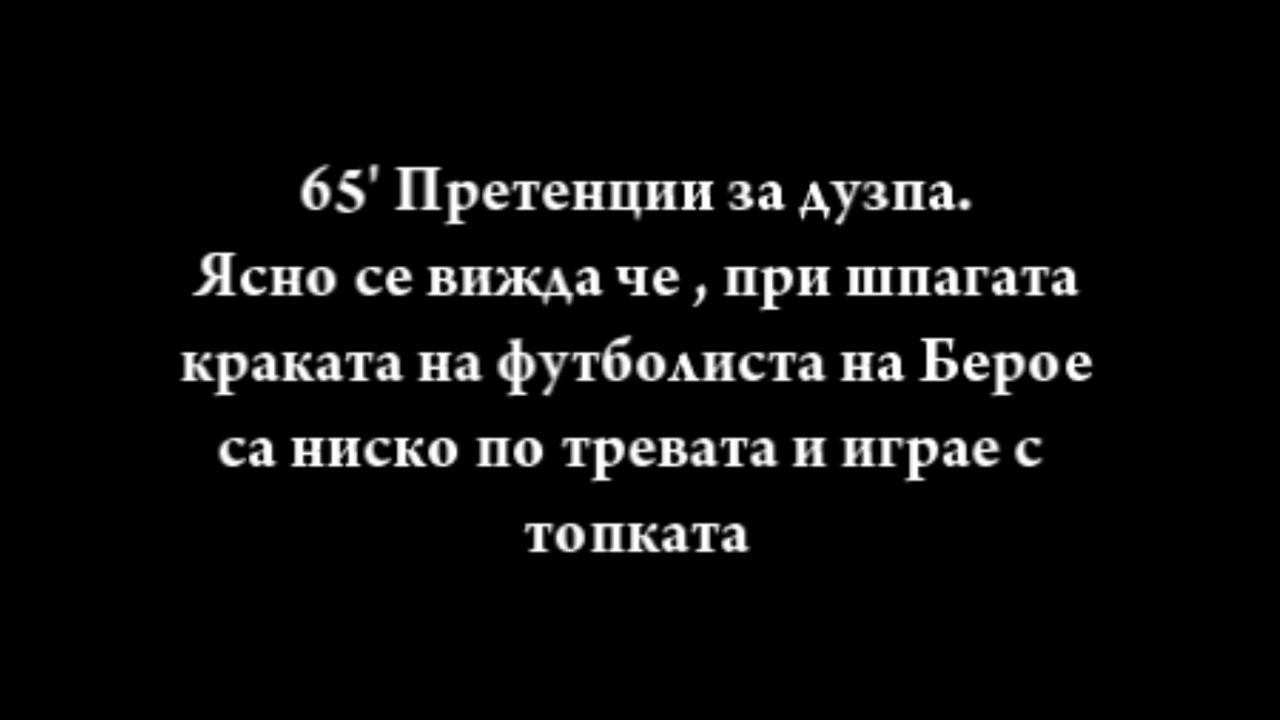 65' Претенции за дузпа.
Ясно се вижда че , при шпагата
краката на футболиста на Берое
са ниско по тревата и играе с
топката